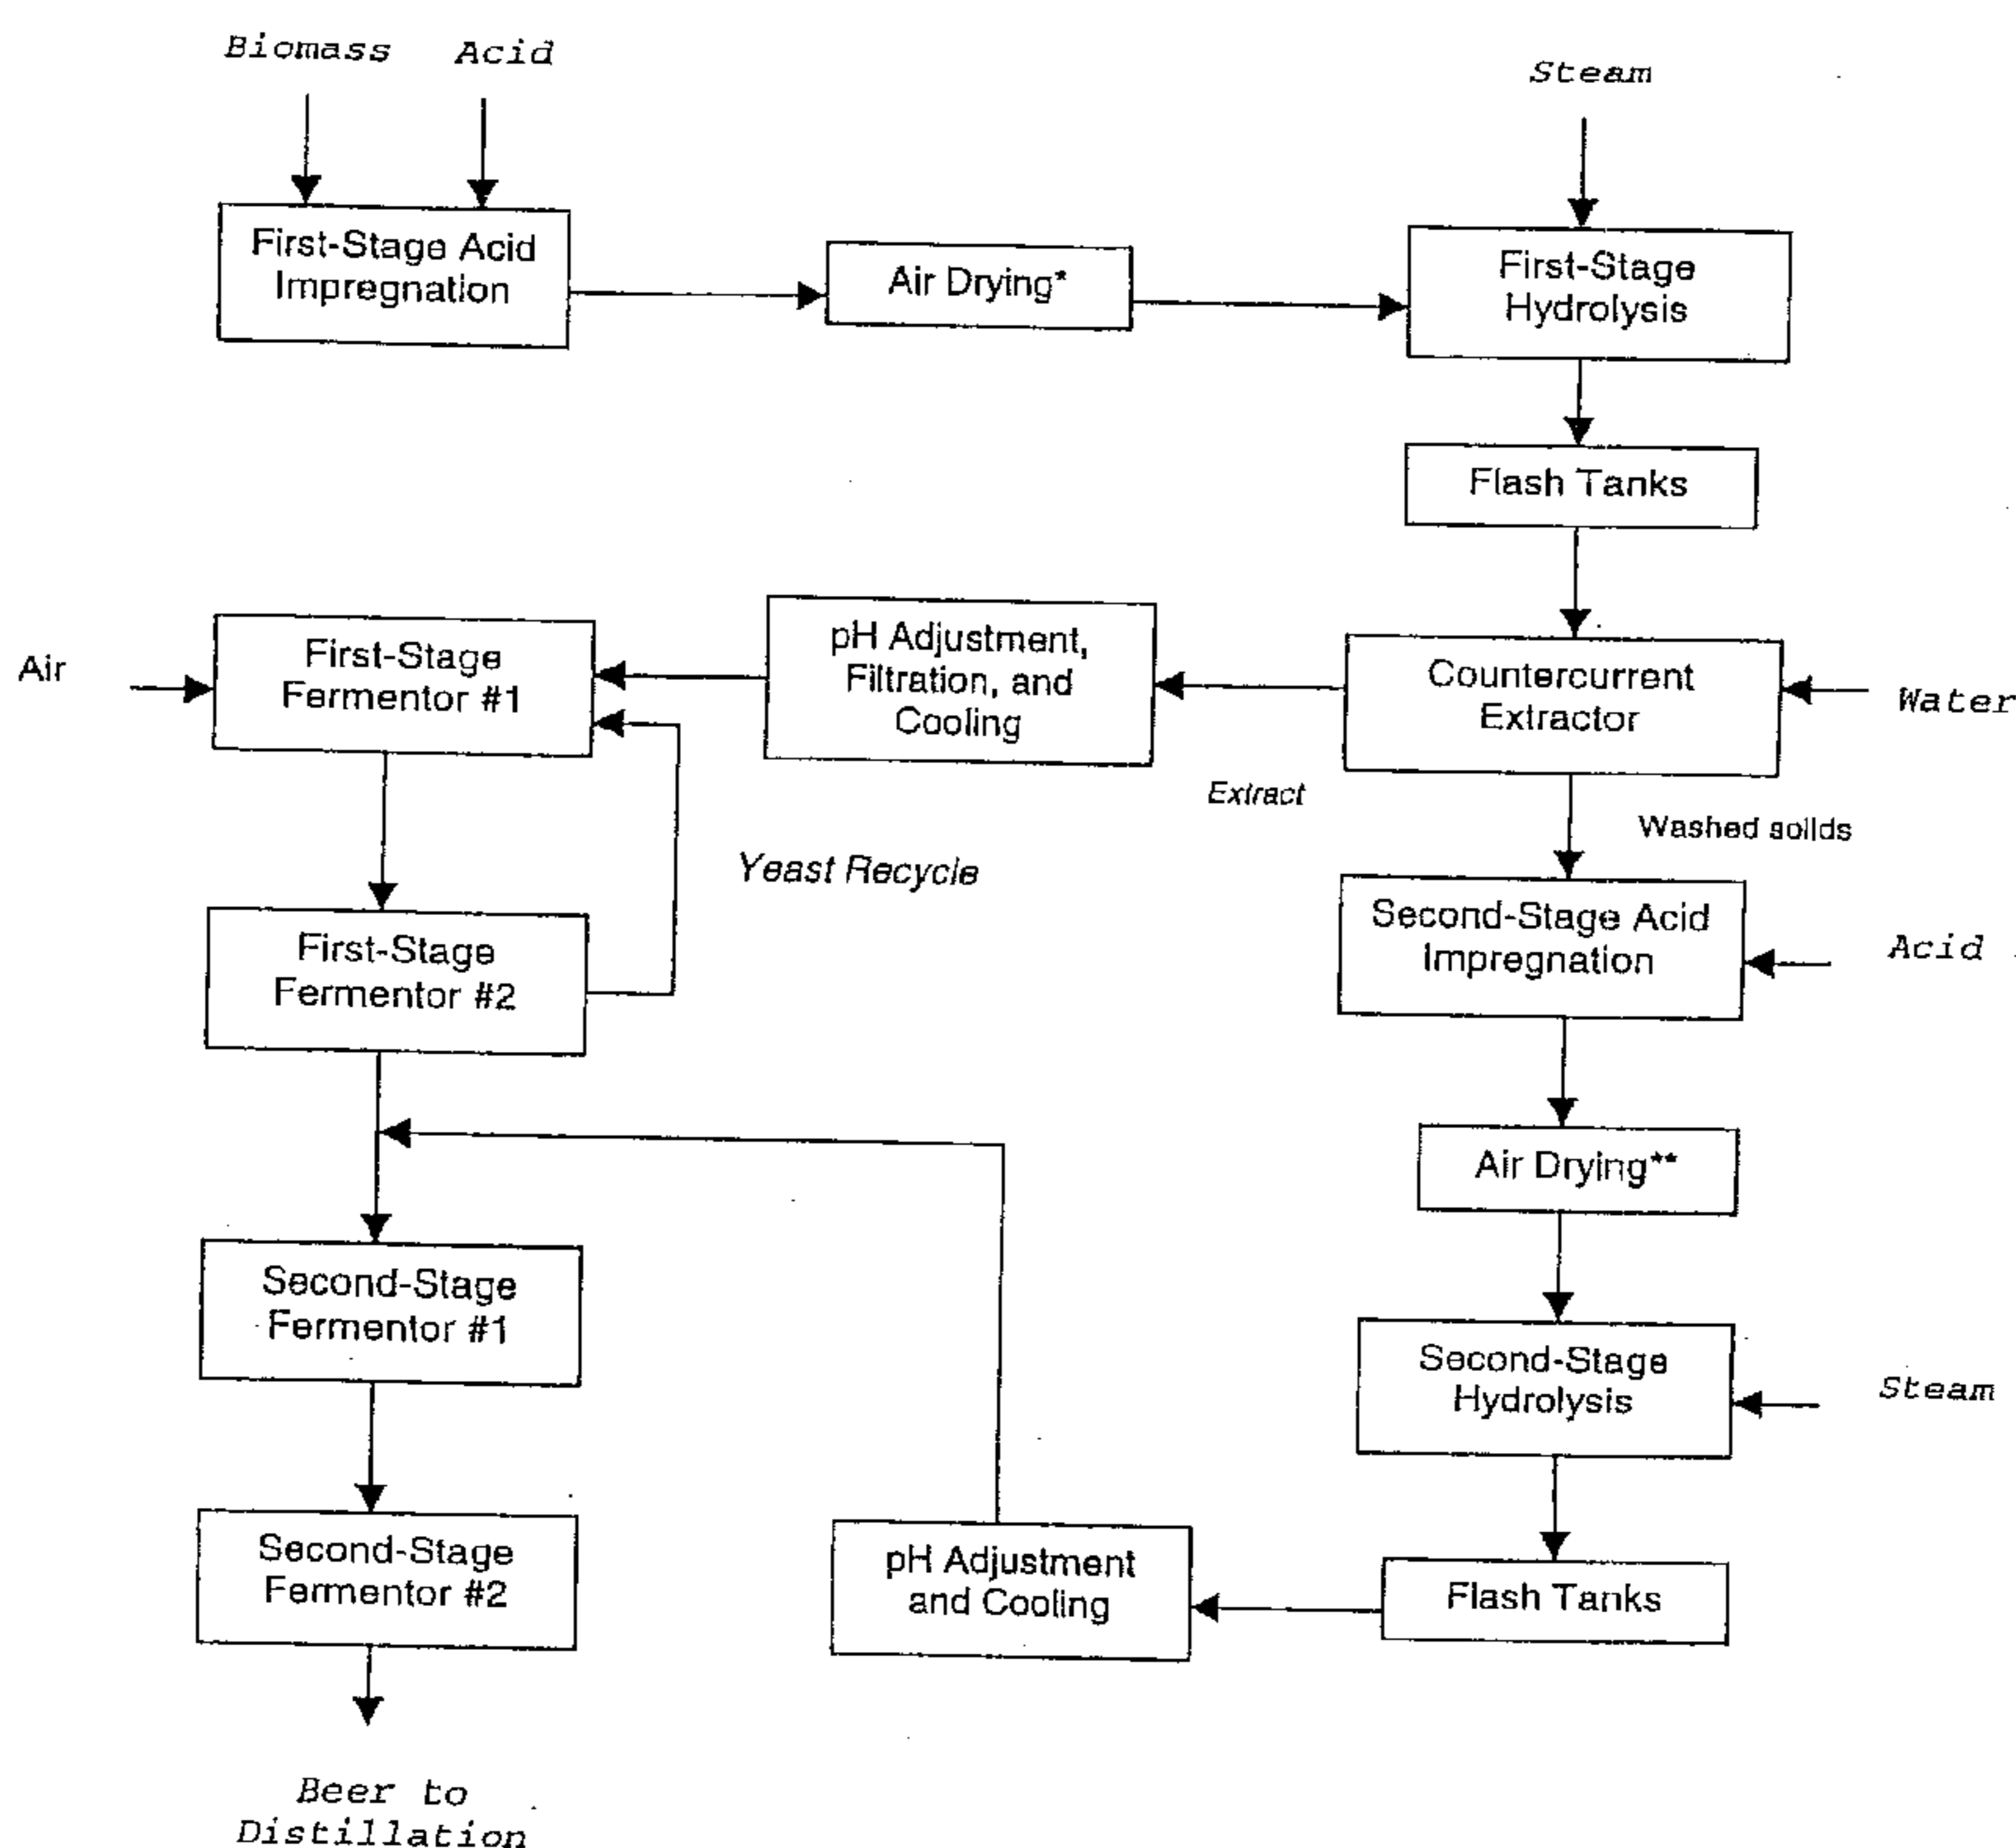 Biomass
Acid
Steam
First-Stage Acid
Impregnation
Air Drying*
First-Stage
Hydrolysis
Flash Tanks
Air
First-Stage
Fermentor #1
pH Adjustment,
Filtration, and
Cooling
Countercurrent
Extractor
Water
Extract
Washed solids
Yeast Recycle
First-Stage
Fermentor #2
Second-Stage Acid
Impregnation
Acid
Air Drying**
Second-Stage
Fermentor #1
Second-Stage
Hydrolysis
Steam
Second-Stage
Fermentor #2
pH Adjustment
and Cooling
Flash Tanks
Beer to
Distillation